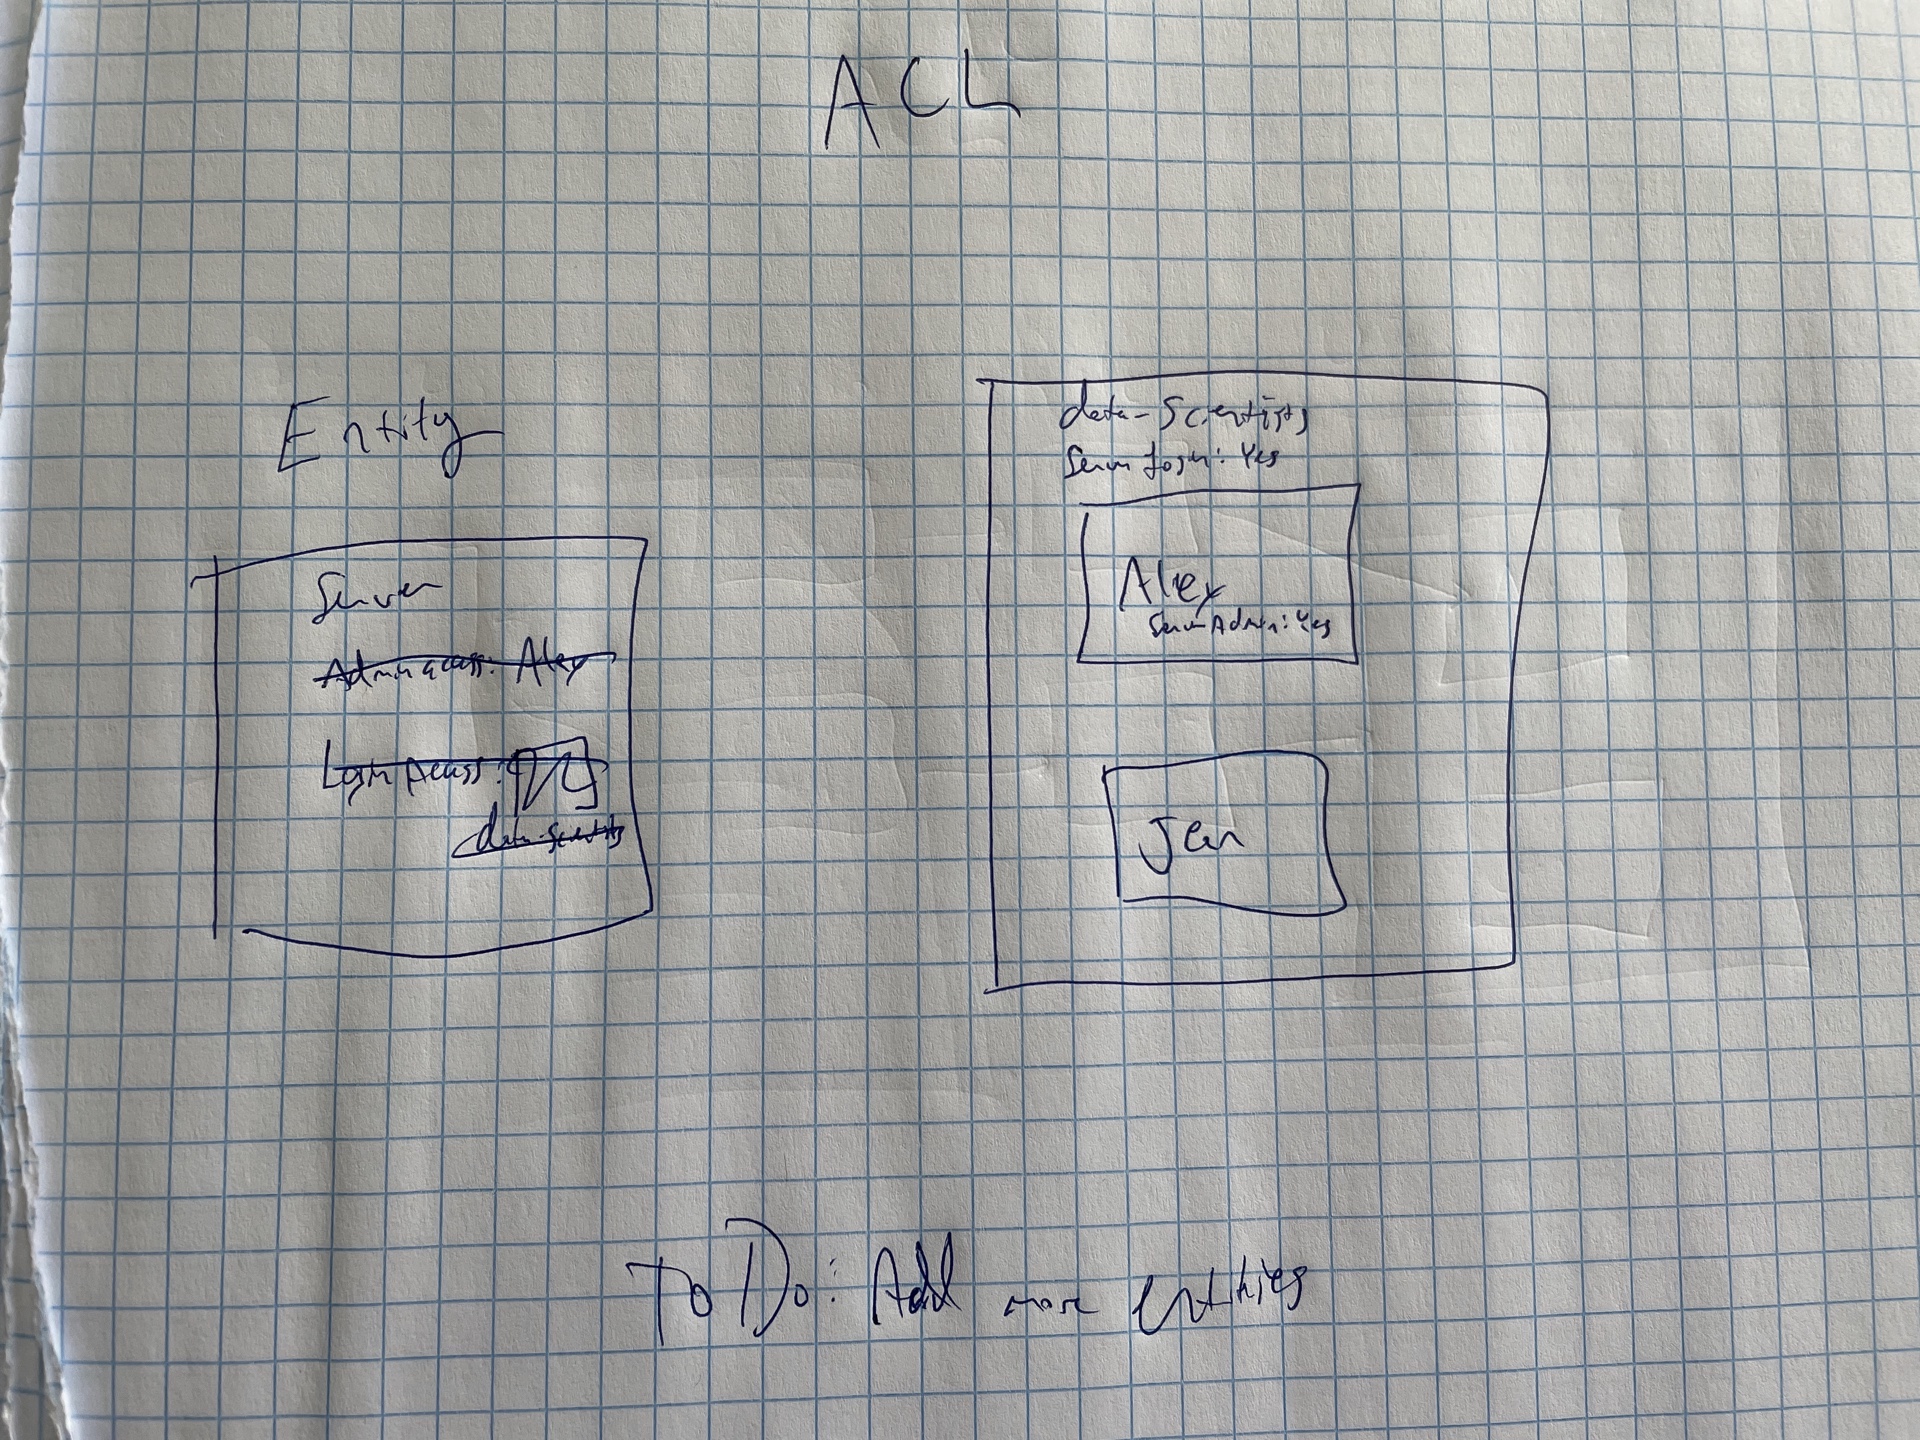 ACL
Entity
Server
Admin access: Alex
Login Access:
data-scientists
data-scientists
Server Login: Yes
Alex
Server Admin: Yes
Jen
To Do: Add more entities